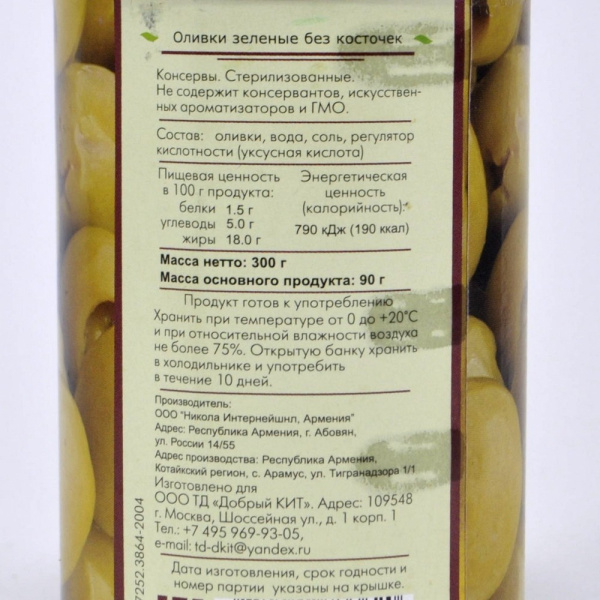 Оливки зеленые без косточек
Консервы. Стерилизованные.
Не содержит консервантов, искусствен-
ных ароматизаторов и ГМО.
Состав: оливки, вода, соль, регулятор
кислотности (уксусная кислота)
Пищевая ценность
в 100 г продукта:
белки 1.5 г
углеводы 5.0 г
жиры 18.0 г
Энергетическая
ценность
(калорийность):
790 кДж (190 ккал)
Масса нетто: 300 г
Масса основного продукта: 90 г
Продукт готов к употреблению
Хранить при температуре от 0 до +20°С
и при относительной влажности воздуха
не более 75%. Открытую банку хранить
в холодильнике и употребить
в течение 10 дней.
Производитель:
ООО "Никола Интернейшнл, Армения"
Адрес: Республика Армения, г. Абовян,
ул. России 14/55
Адрес производства: Республика Армения,
Котайкский регион, с. Арамус, ул. Тигранадзора 1/1
Изготовлено для
ООО ТД «Добрый КИТ». Адрес: 109548
г. Москва, Шоссейная ул., д. 1 корп. 1
Тел.: +7 495 969-93-05,
e-mail: td-dkit@yandex.ru
Дата изготовления, срок годности и
номер партии указаны на крышке.
7252.3864-2004